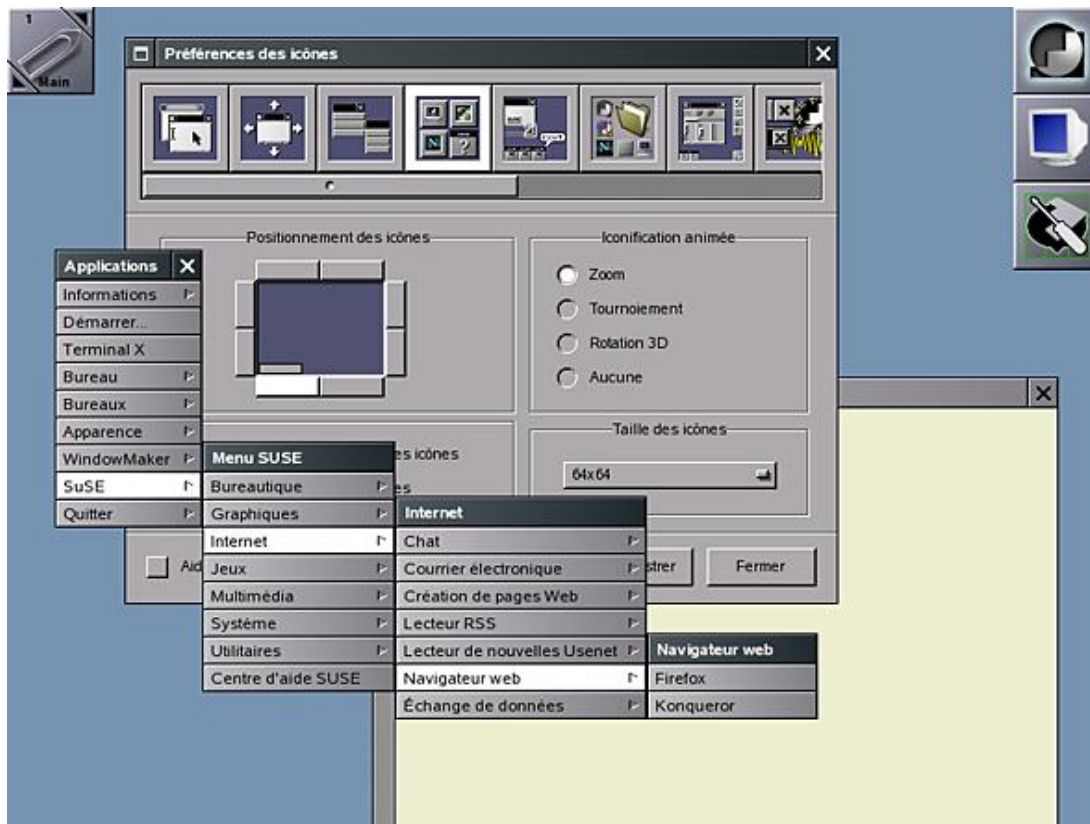 1
Main
Préférences des icônes
Positionnement des icônes
Iconification animée
Zoom
Tournoiement
Rotation 3D
Aucune
Taille des icônes
64x64
es icônes
es
Aid
strer
Fermer
Applications
Informations
Démarrer...
Terminal X
Bureau
Bureaux
Apparence
WindowMaker
SuSE
Quitter
Menu SUSE
Bureautique
Graphiques
Internet
Jeux
Multimédia
Système
Utilitaires
Centre d'aide SUSE
Internet
Chat
Courrier électronique
Création de pages Web
Lecteur RSS
Lecteur de nouvelles Usenet
Navigateur web
Échange de données
Navigateur web
Firefox
Konqueror